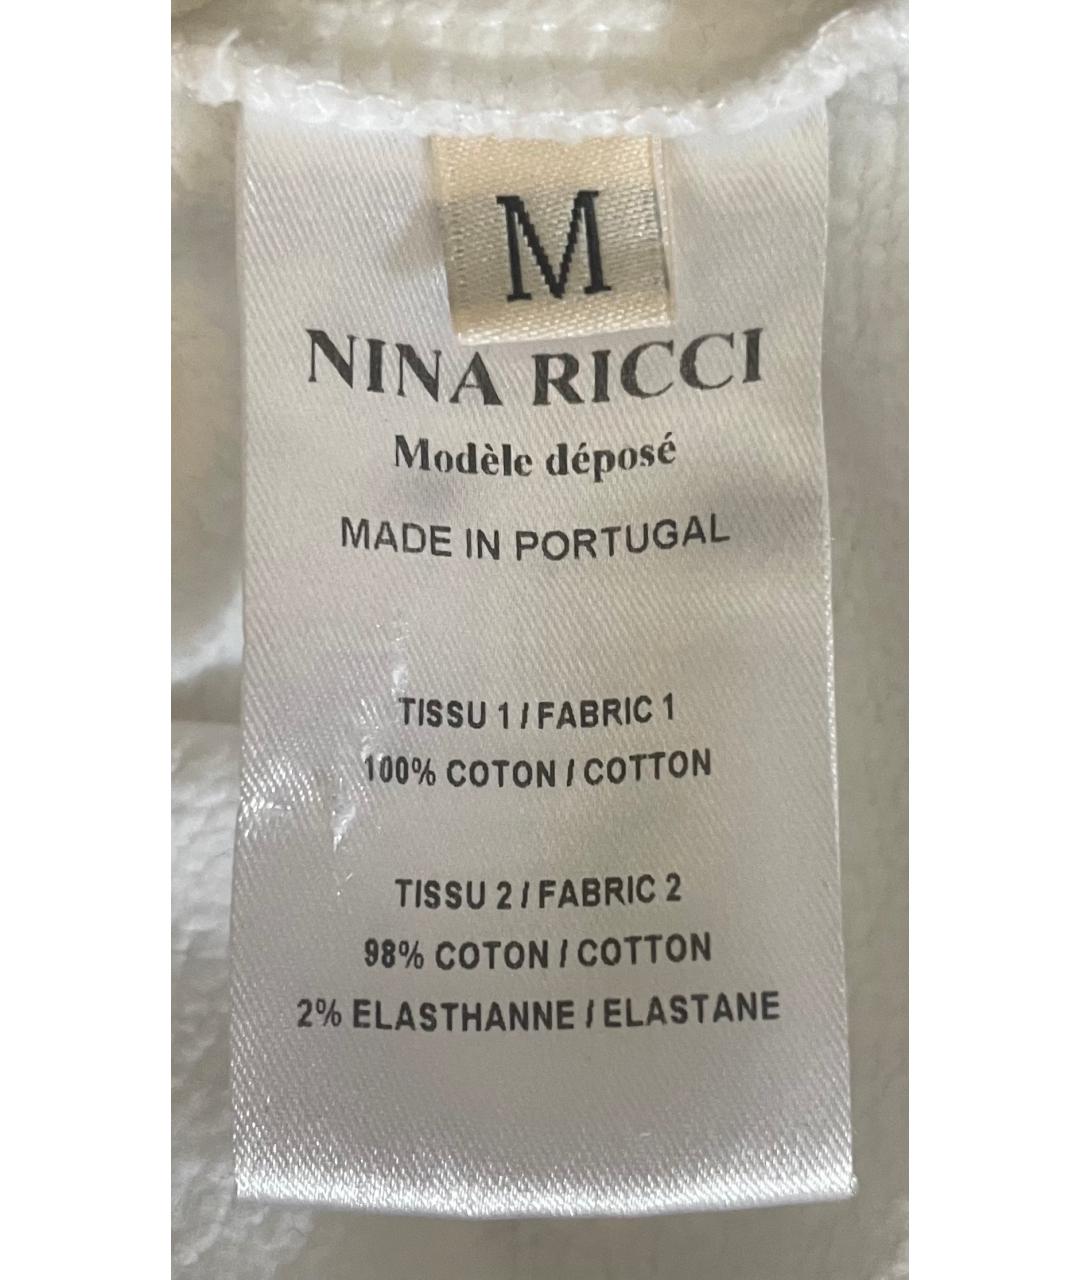 M
NINA RICCI
Modèle déposé
MADE IN PORTUGAL
TISSU 1 / FABRIC 1
100% COTON / COTTON
TISSU 2 / FABRIC 2
98% COTON / COTTON
2% ELASTHANNE / ELASTANE